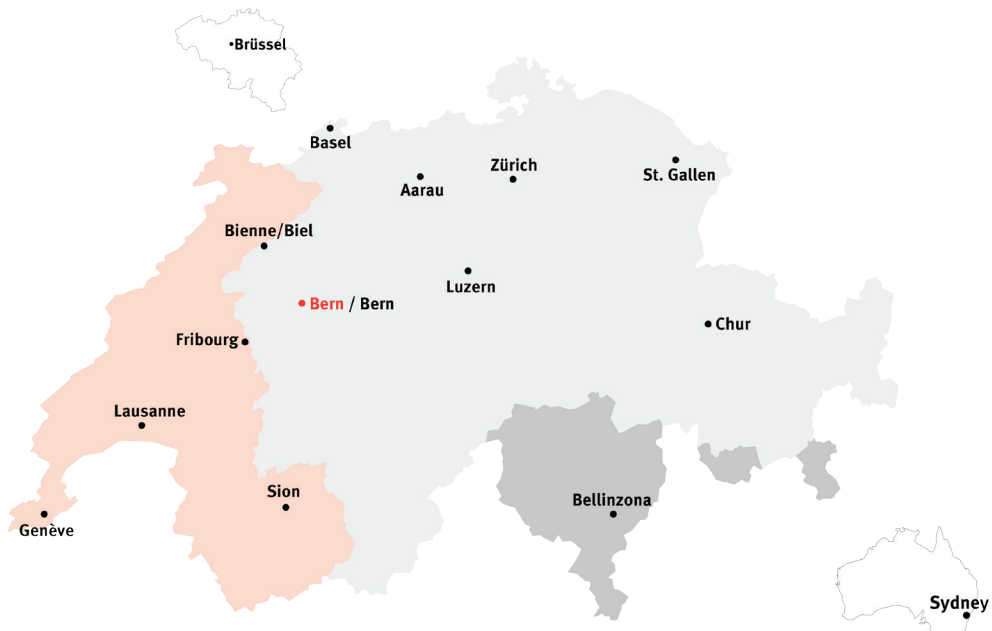 Brüssel
Basel
Zürich
St. Gallen
Aarau
Bienne/Biel
Luzern
Bern / Bern
Chur
Fribourg
Lausanne
Sion
Bellinzona
Genève
Sydney